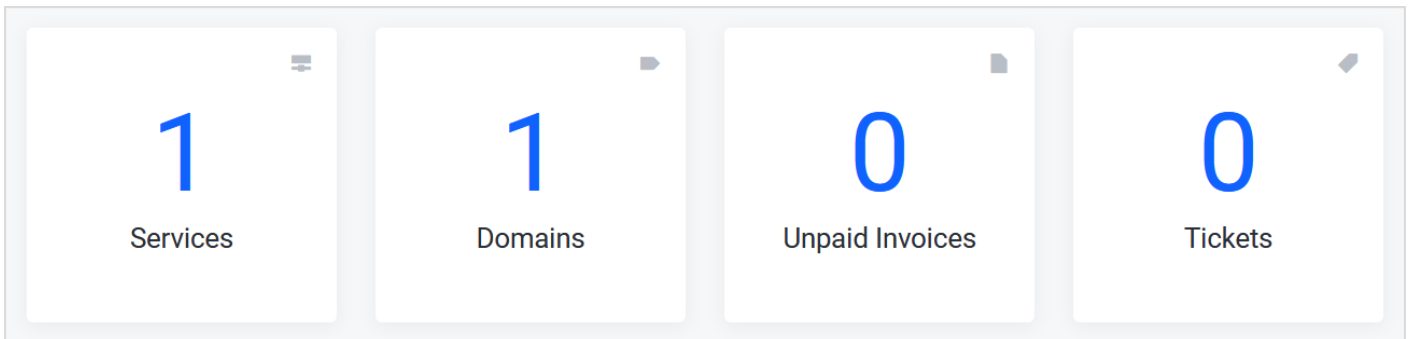 1
Services
1
Domains
0
Unpaid Invoices
0
Tickets